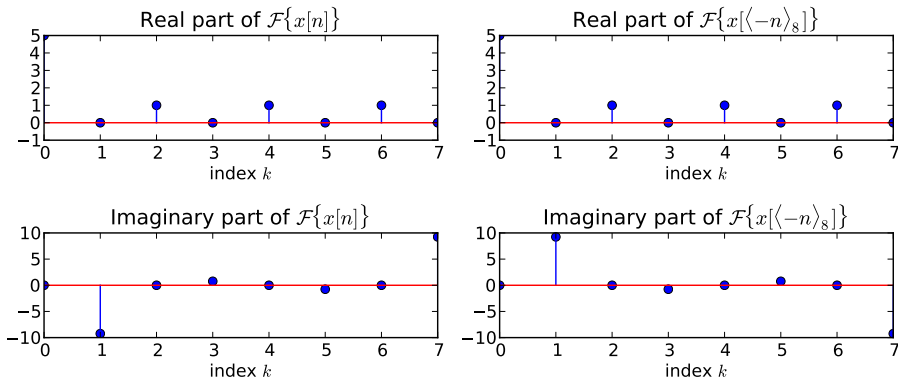 Real part of ℱ{x[n]}
5
4
3
2
1
0
−1
0 1 2 3 4 5 6 7
index k
Real part of ℱ{x[⟨−n⟩₈]}
5
4
3
2
1
0
−1
0 1 2 3 4 5 6 7
index k
Imaginary part of ℱ{x[n]}
10
5
0
−5
−10
0 1 2 3 4 5 6 7
index k
Imaginary part of ℱ{x[⟨−n⟩₈]}
10
5
0
−5
−10
0 1 2 3 4 5 6 7
index k